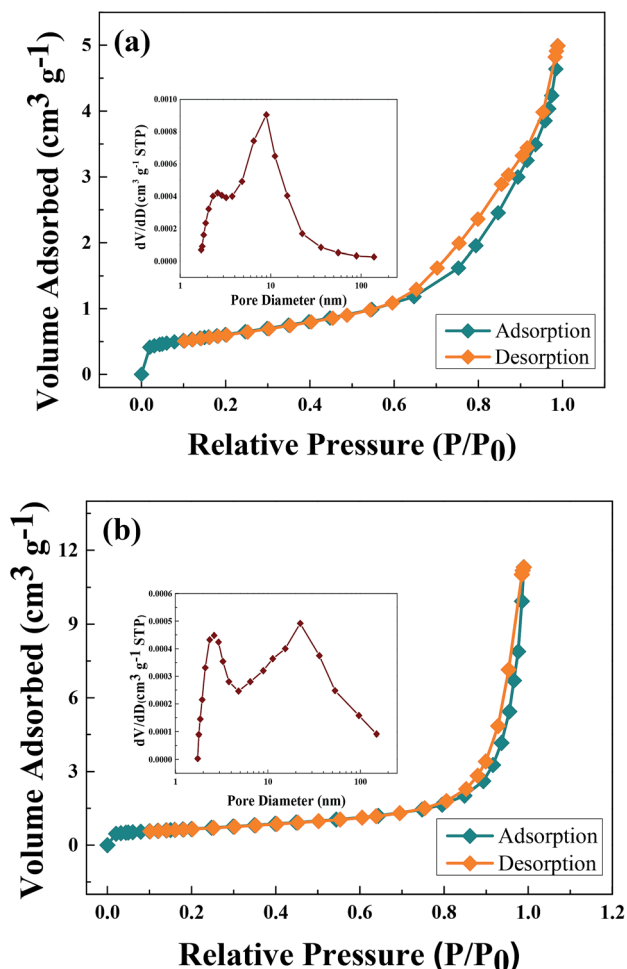 (a)
Volume Adsorbed (cm³ g⁻¹)
5
4
3
2
1
0
0.0 0.2 0.4 0.6 0.8 1.0
Relative Pressure (P/P₀)
Adsorption
Desorption
dV/dD(cm³ g⁻¹ STP)
0.0010
0.0008
0.0006
0.0004
0.0002
0.0000
1 10 100
Pore Diameter (nm)
(b)
Volume Adsorbed (cm³ g⁻¹)
12
9
6
3
0
0.0 0.2 0.4 0.6 0.8 1.0 1.2
Relative Pressure (P/P₀)
Adsorption
Desorption
dV/dD(cm³ g⁻¹ STP)
0.0006
0.0005
0.0004
0.0003
0.0002
0.0001
0.0000
1 10 100
Pore Diameter (nm)